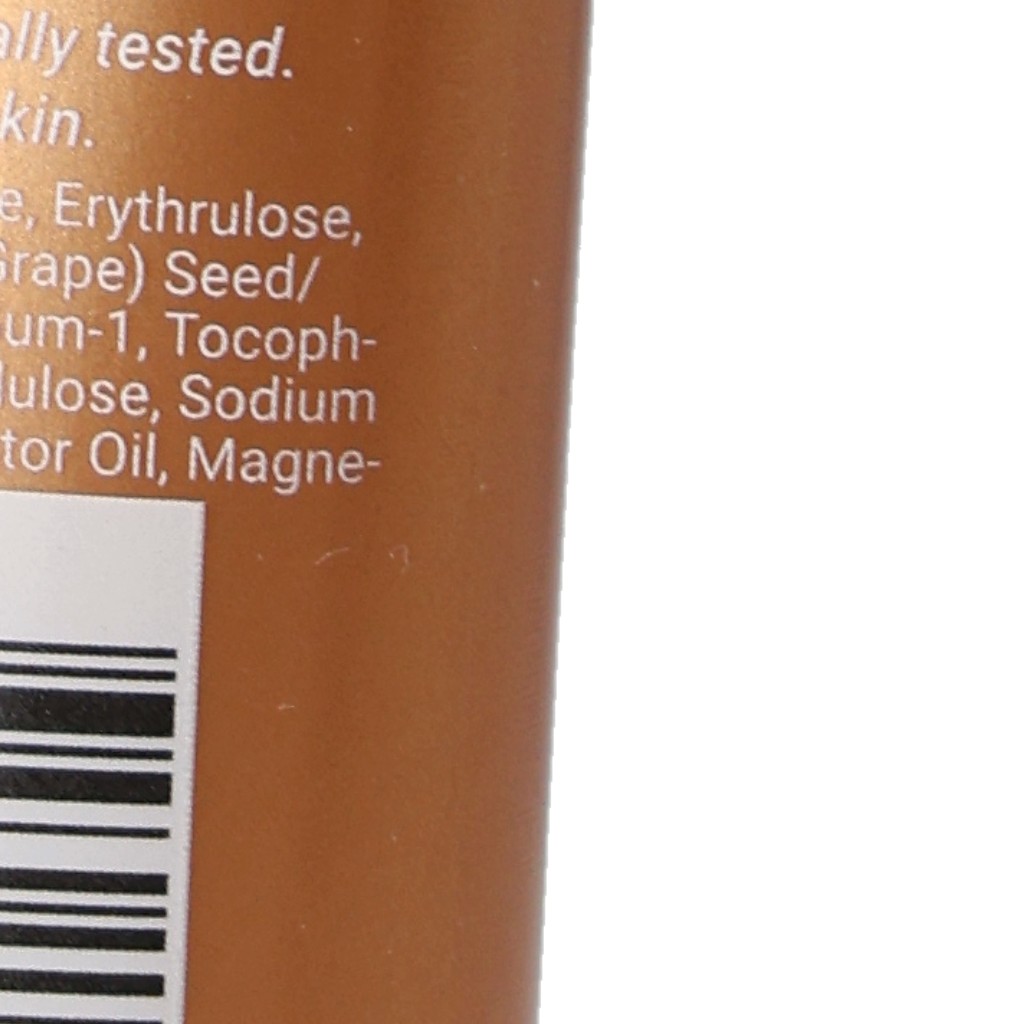 ally tested.
kin.
e, Erythrulose,
Grape) Seed/
um-1, Tocoph-
lulose, Sodium
tor Oil, Magne-